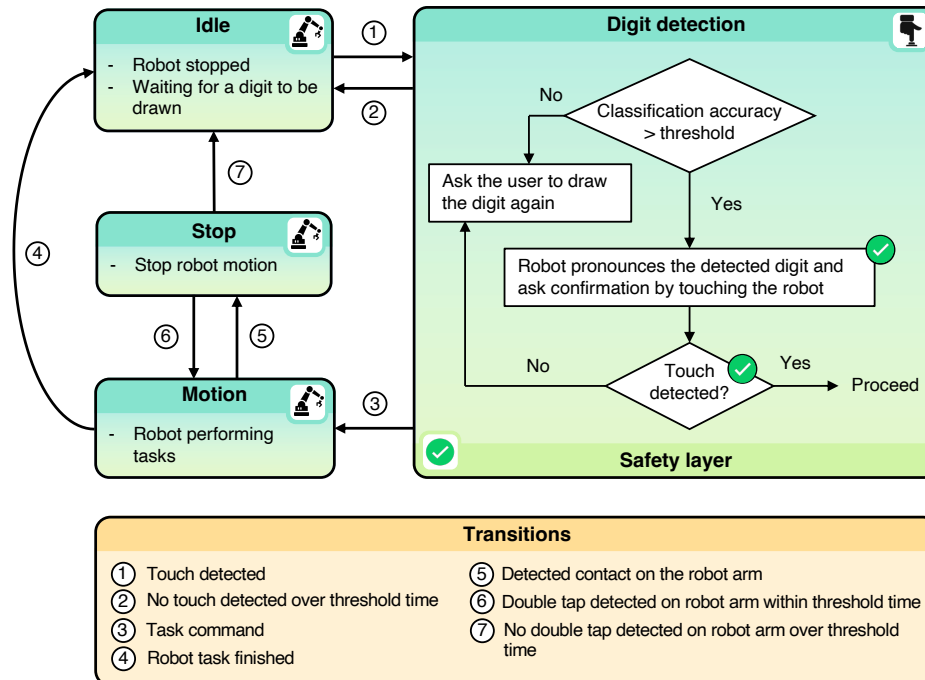 Idle
- Robot stopped
- Waiting for a digit to be
drawn
1
2
7
Stop
- Stop robot motion
4
6
5
Motion
- Robot performing
tasks
3
Digit detection
Classification accuracy
> threshold
No
Yes
Ask the user to draw
the digit again
Robot pronounces the detected digit and
ask confirmation by touching the robot
Touch
detected?
No
Yes
Proceed
Safety layer
Transitions
1 Touch detected
2 No touch detected over threshold time
3 Task command
4 Robot task finished
5 Detected contact on the robot arm
6 Double tap detected on robot arm within threshold time
7 No double tap detected on robot arm over threshold
time